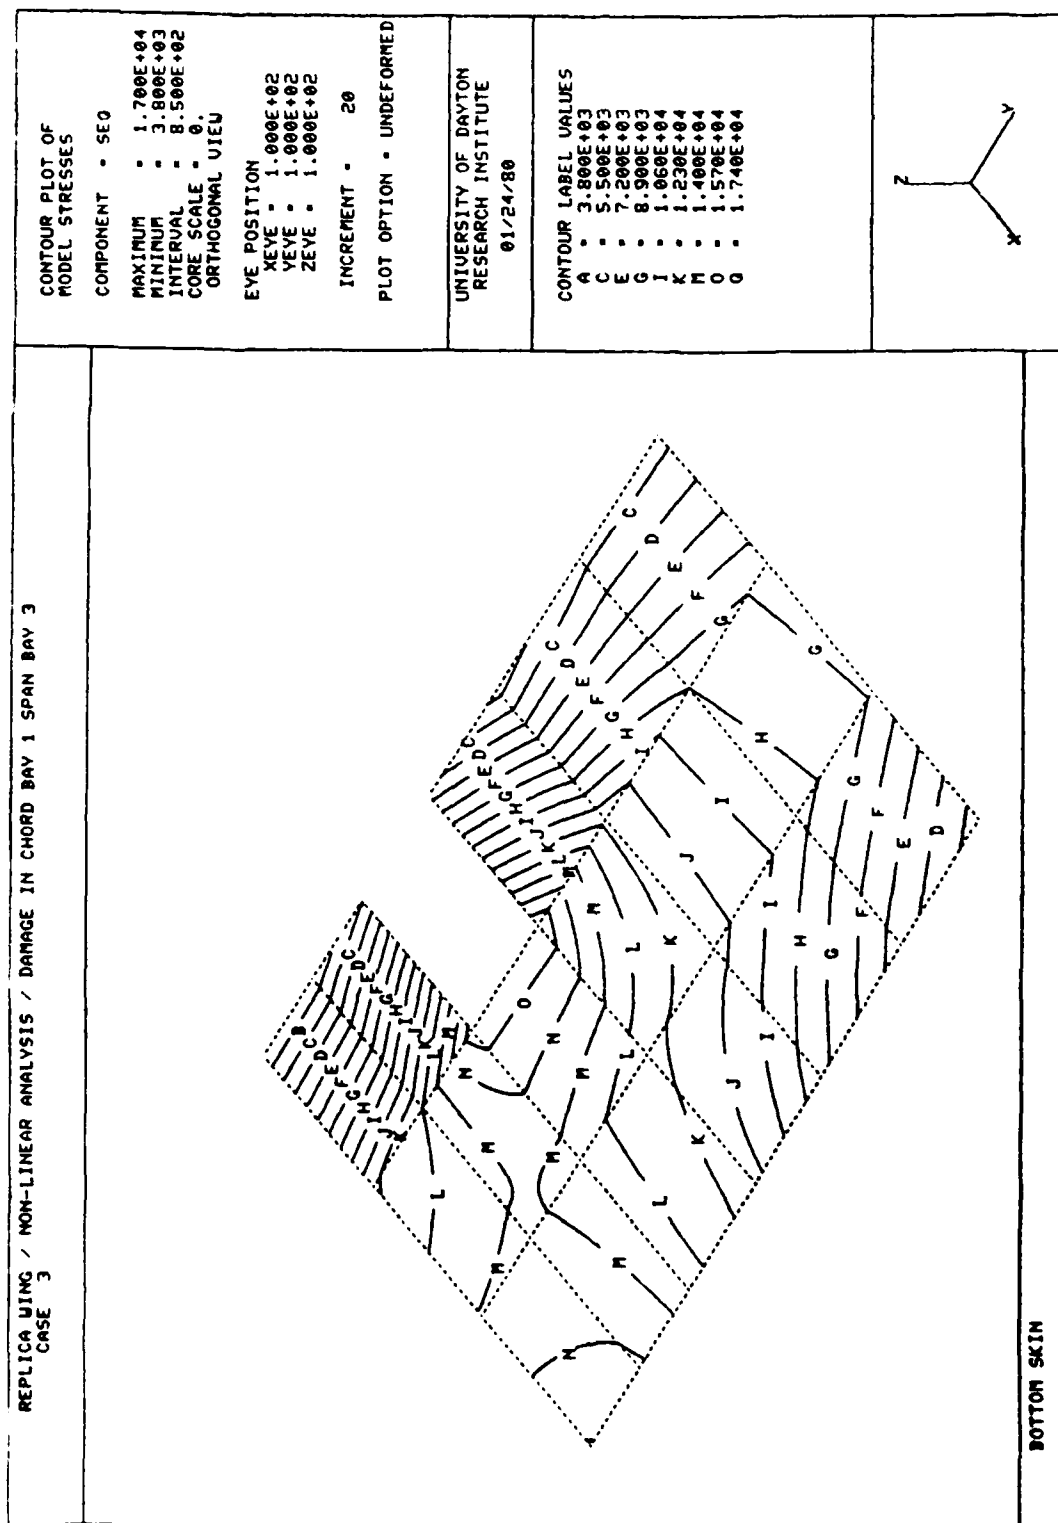 REPLICA WING / NON-LINEAR ANALYSIS / DAMAGE IN CHORD BAY 1 SPAN BAY 3
CASE 3
CONTOUR PLOT OF
MODEL STRESSES
COMPONENT = SEQ
MAXIMUM = 1.700E+04
MINIMUM = 3.800E+03
INTERVAL = 8.500E+02
CORE SCALE = 0.
ORTHOGONAL VIEW
EYE POSITION
XEYE = 1.000E+02
YEYE = 1.000E+02
ZEYE = 1.000E+02
INCREMENT = 20
PLOT OPTION = UNDEFORMED
UNIVERSITY OF DAYTON
RESEARCH INSTITUTE
01/24/80
CONTOUR LABEL VALUES
A = 3.800E+03
C = 5.500E+03
E = 7.200E+03
G = 8.900E+03
I = 1.060E+04
K = 1.230E+04
M = 1.400E+04
O = 1.570E+04
Q = 1.740E+04
Z
X
Y
B
C
D
E
F
G
H
I
J
K
C
D
E
F
G
H
I
J
K
L
M
C
D
E
F
G
H
I
J
K
L
M
C
D
E
F
G
H
I
C
D
E
F
G
L
M
M
N
N
O
M
M
M
M
N
L
L
L
K
K
J
J
I
I
I
H
H
G
G
G
F
F
E
D
BOTTOM SKIN